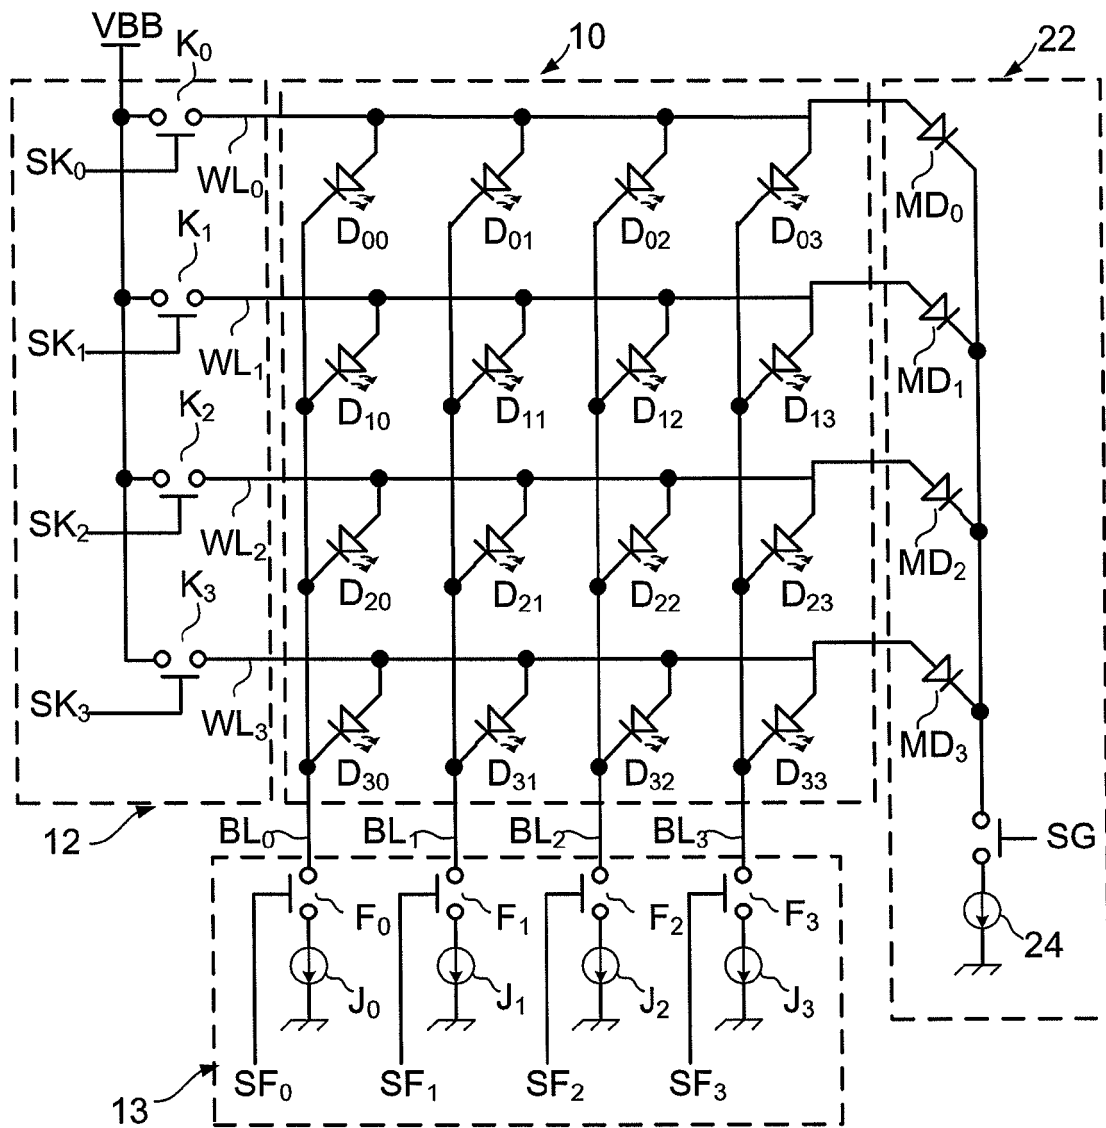 VBB K₀ 10 22
SK₀ WL₀ MD₀
D₀₀ D₀₁ D₀₂ D₀₃
K₁
SK₁ WL₁ MD₁
D₁₀ D₁₁ D₁₂ D₁₃
K₂
SK₂ WL₂ MD₂
D₂₀ D₂₁ D₂₂ D₂₃
K₃
SK₃ WL₃ MD₃
D₃₀ D₃₁ D₃₂ D₃₃
12 BL₀ BL₁ BL₂ BL₃ SG
F₀ F₁ F₂ F₃ 24
J₀ J₁ J₂ J₃
13 SF₀ SF₁ SF₂ SF₃